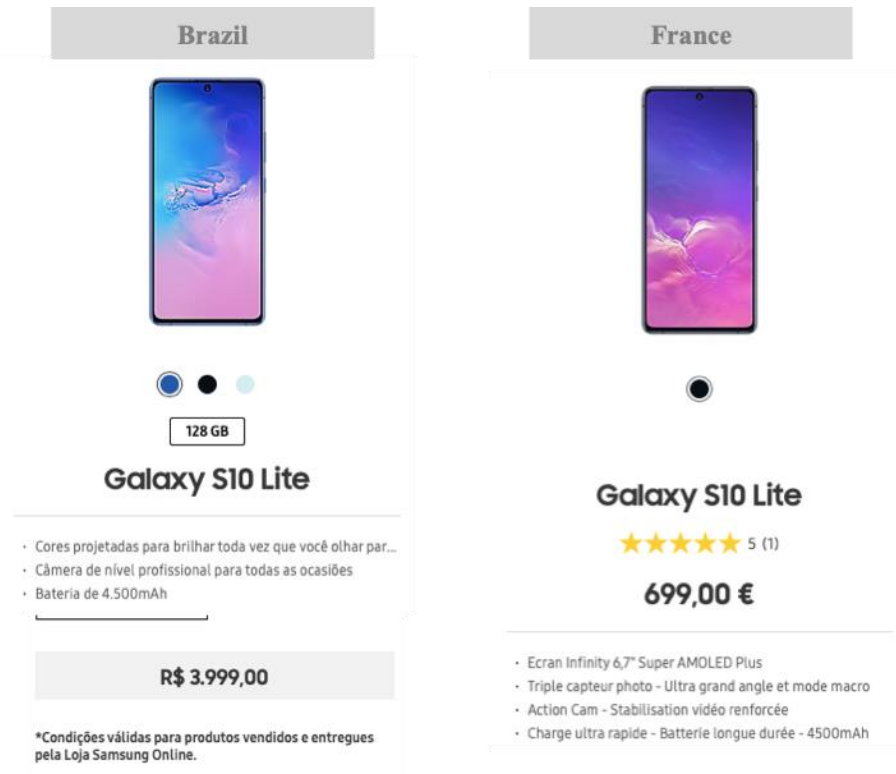 Brazil
128 GB
Galaxy S10 Lite
· Cores projetadas para brilhar toda vez que você olhar par...
· Câmera de nível profissional para todas as ocasiões
· Bateria de 4.500mAh
R$ 3.999,00
*Condições válidas para produtos vendidos e entregues
pela Loja Samsung Online.
France
Galaxy S10 Lite
5 (1)
699,00 €
· Ecran Infinity 6,7" Super AMOLED Plus
· Triple capteur photo - Ultra grand angle et mode macro
· Action Cam - Stabilisation vidéo renforcée
· Charge ultra rapide - Batterie longue durée - 4500mAh